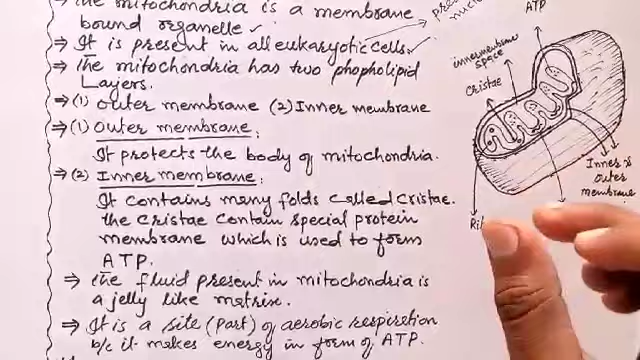 ⇒ The mitochondria is a membrane
bound organelle ✓
⇒ It is present in all eukaryotic cells. ✓
⇒ The mitochondria has two phopholipid
Layers.
⇒ (1) Outer membrane (2) Inner membrane
⇒ (1) Outer membrane:
It protects the body of mitochondria.
⇒ (2) Inner membrane:
It contains many folds called cristae.
The cristae contain special protein
membrane which is used to form
ATP.
⇒ The fluid present in mitochondria is
a jelly like matrix.
⇒ It is a site (part) of aerobic respiration
b/c it makes energy in form of ATP.
ATP
innermembrane
space
Cristae
Inner &
outer
membrane